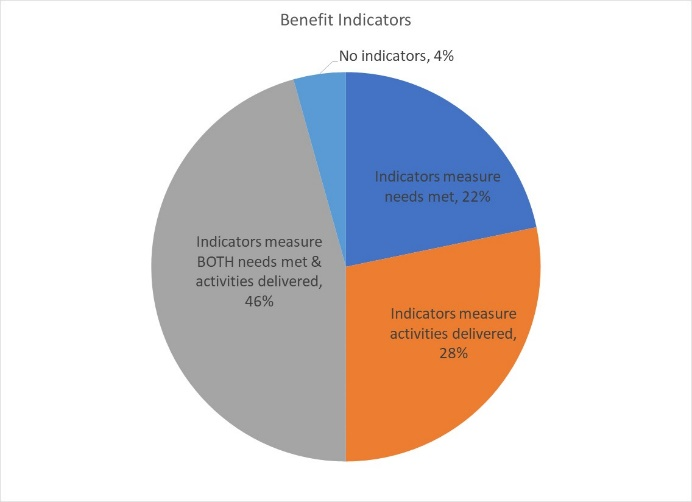 Benefit Indicators
No indicators, 4%
Indicators measure
needs met, 22%
Indicators measure
BOTH needs met &
activities delivered,
46%
Indicators measure
activities delivered,
28%